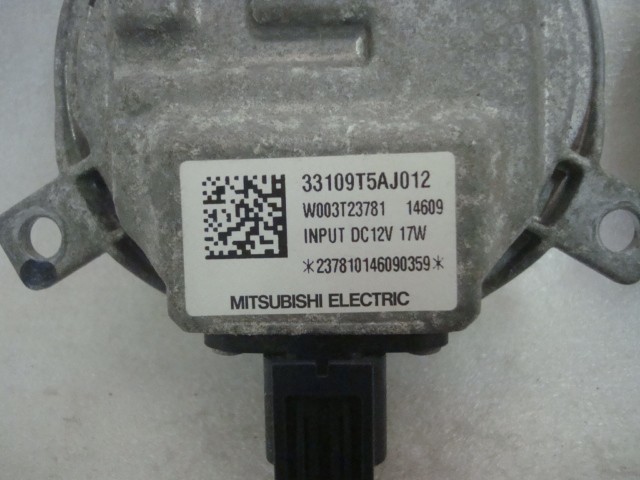 33109T5AJ012
W003T23781 14609
INPUT DC12V 17W
*237810146090359*
MITSUBISHI ELECTRIC